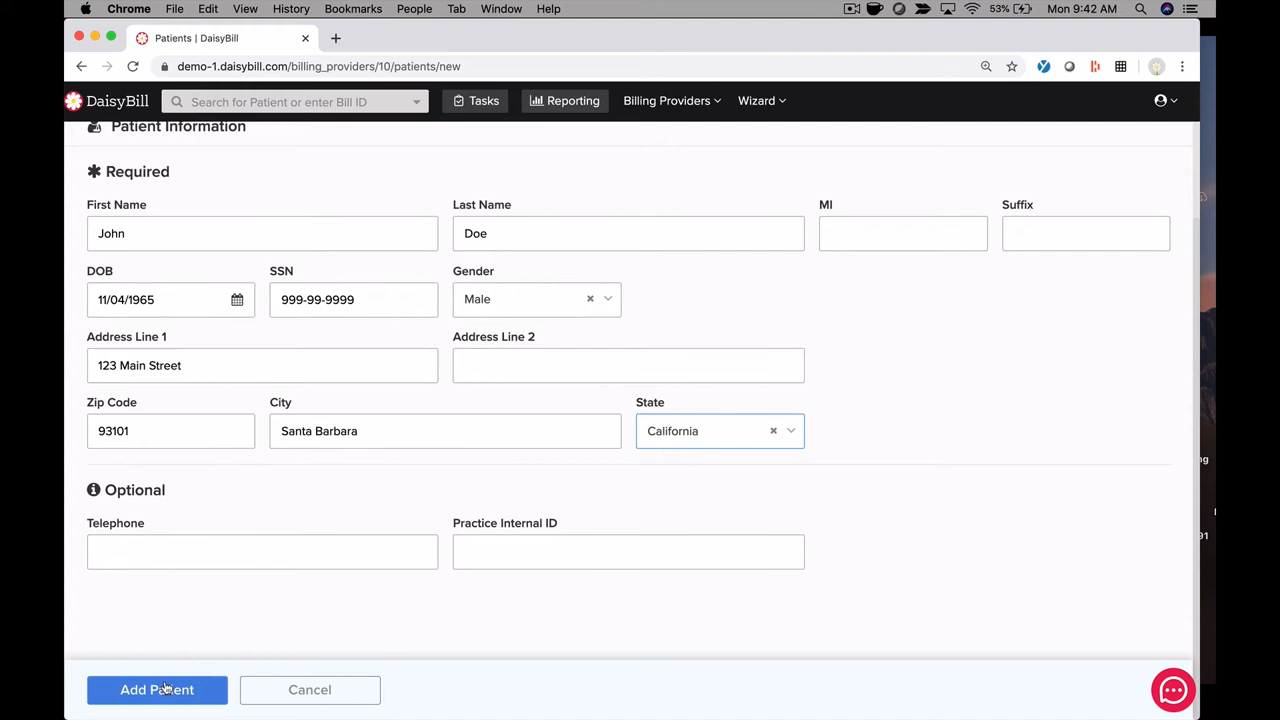 Chrome File Edit View History Bookmarks People Tab Window Help 53% Mon 9:42 AM
Patients | DaisyBill
demo-1.daisybill.com/billing_providers/10/patients/new
DaisyBill Search for Patient or enter Bill ID Tasks Reporting Billing Providers Wizard
Patient Information
Required
First Name Last Name MI Suffix
John Doe
DOB SSN Gender
11/04/1965 999-99-9999 Male
Address Line 1 Address Line 2
123 Main Street
Zip Code City State
93101 Santa Barbara California
Optional
Telephone Practice Internal ID
Add Patient Cancel